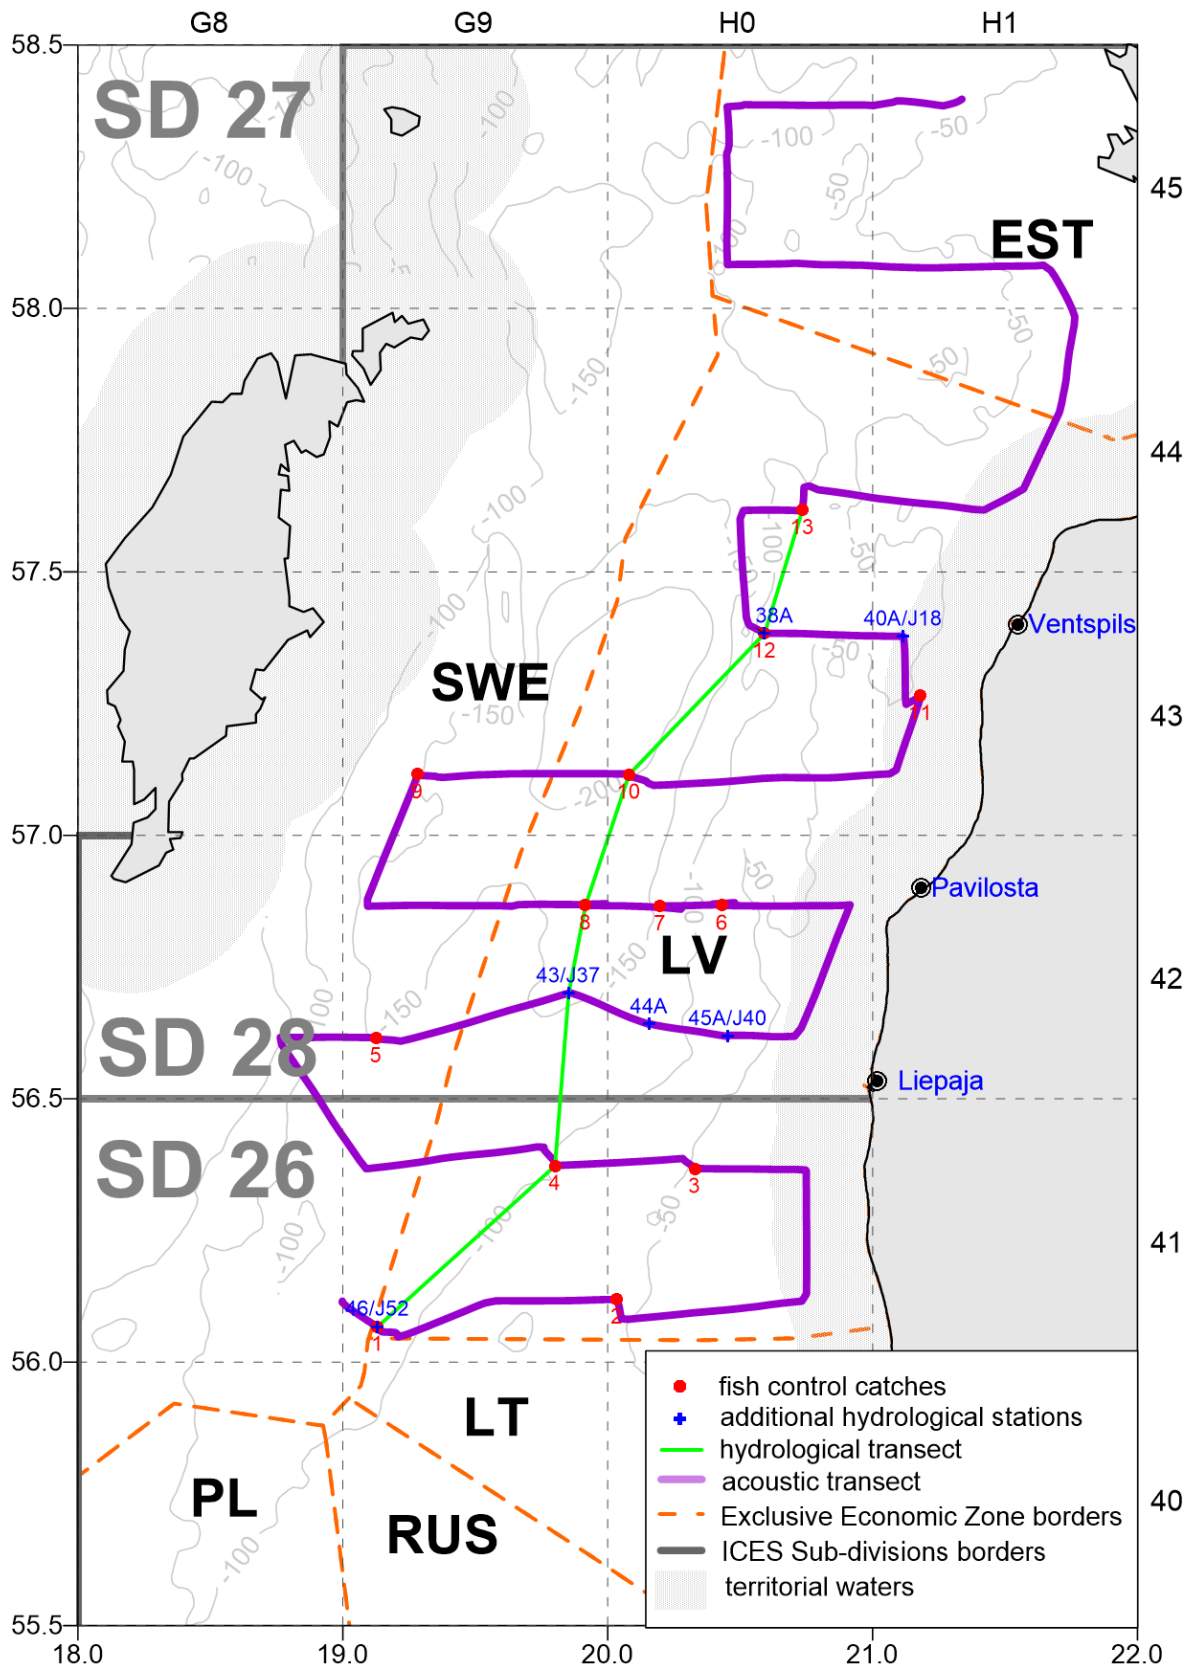 G8 G9 H0 H1
58.5
SD 27
-100
-100
-100
-50
-100
45
-50
EST
-100
58.0
-50
-50
-150
44
-100
13
-100
-50
57.5
-100
38A
40A/J18
Ventspils
12
-50
SWE
11
-150
43
9
10
-200
57.0
-50
Pavilosta
8
7
6
-100
LV
43/J37
-150
42
44A
45A/J40
-100
-150
SD 28
5
Liepaja
56.5
SD 26
4
3
-50
-100
-100
41
46/J52
2
1
56.0
LT
PL
RUS
-100
40
fish control catches
additional hydrological stations
hydrological transect
acoustic transect
Exclusive Economic Zone borders
ICES Sub-divisions borders
territorial waters
55.5
18.0 19.0 20.0 21.0 22.0